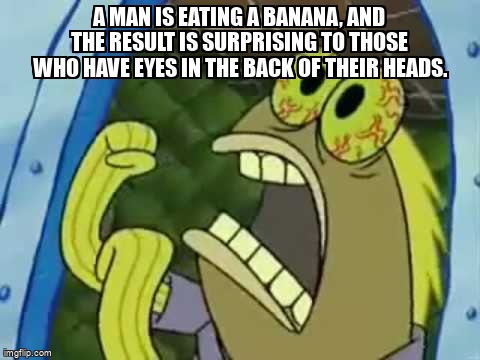 A MAN IS EATING A BANANA, AND
THE RESULT IS SURPRISING TO THOSE
WHO HAVE EYES IN THE BACK OF THEIR HEADS.
imgflip.com